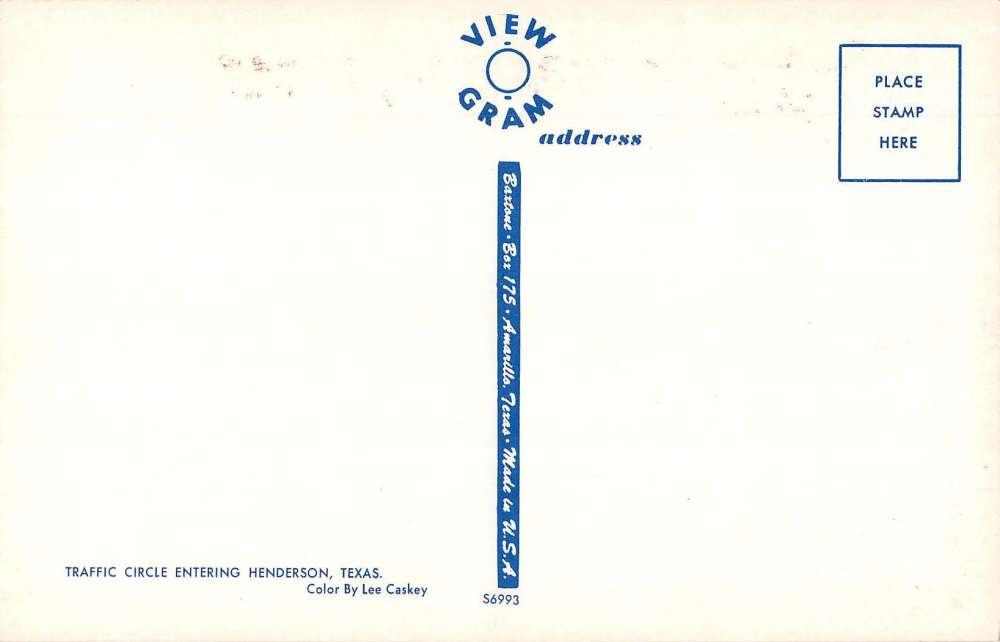 VIEW
GRAM
address
PLACE
STAMP
HERE
Baxtone · Box 175 · Amarillo, Texas · Made in U.S.A.
TRAFFIC CIRCLE ENTERING HENDERSON, TEXAS.
Color By Lee Caskey
S6993